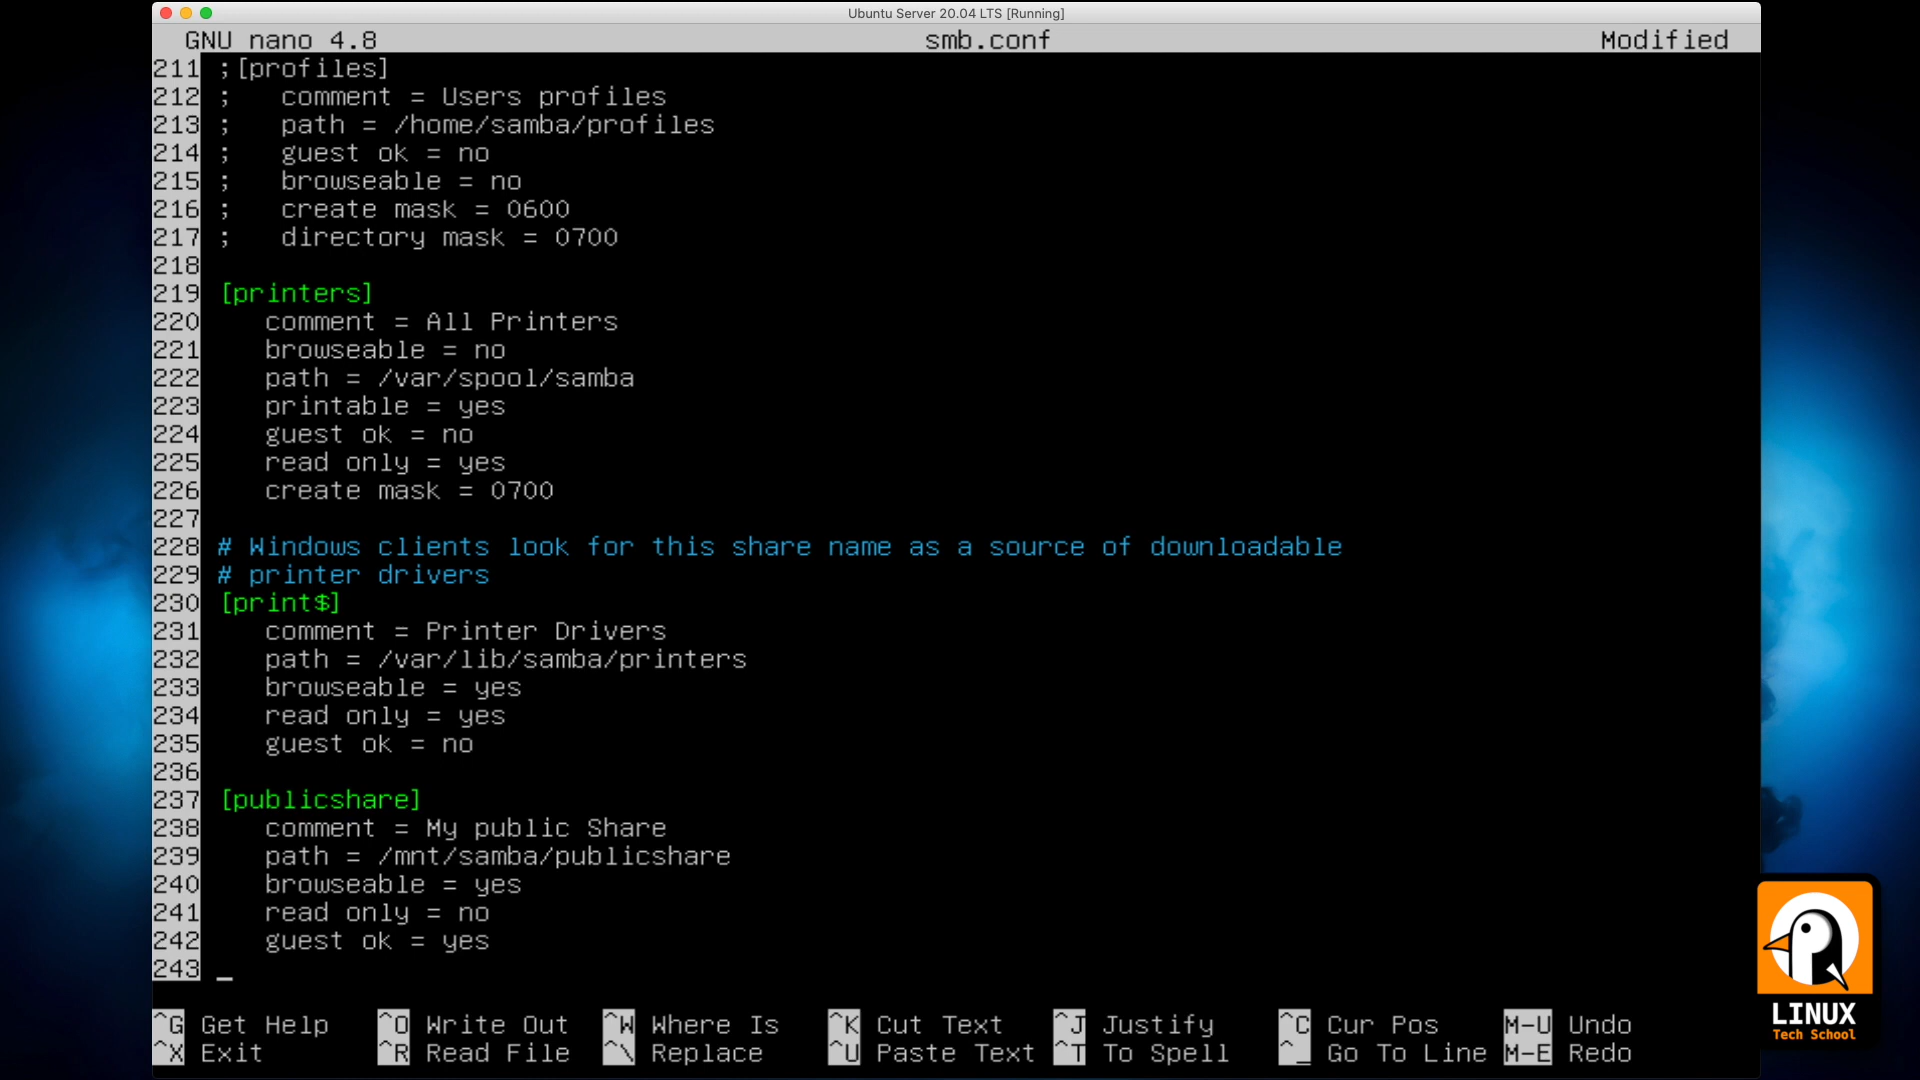 Ubuntu Server 20.04 LTS [Running]
GNU nano 4.8 smb.conf Modified
211 ;[profiles]
212 ;   comment = Users profiles
213 ;   path = /home/samba/profiles
214 ;   guest ok = no
215 ;   browseable = no
216 ;   create mask = 0600
217 ;   directory mask = 0700
218
219 [printers]
220    comment = All Printers
221    browseable = no
222    path = /var/spool/samba
223    printable = yes
224    guest ok = no
225    read only = yes
226    create mask = 0700
227
228 # Windows clients look for this share name as a source of downloadable
229 # printer drivers
230 [print$]
231    comment = Printer Drivers
232    path = /var/lib/samba/printers
233    browseable = yes
234    read only = yes
235    guest ok = no
236
237 [publicshare]
238    comment = My public Share
239    path = /mnt/samba/publicshare
240    browseable = yes
241    read only = no
242    guest ok = yes
243 _
^G Get Help ^O Write Out ^W Where Is ^K Cut Text ^J Justify ^C Cur Pos M-U Undo
^X Exit ^R Read File ^\ Replace ^U Paste Text ^T To Spell ^_ Go To Line M-E Redo
LINUX
Tech School